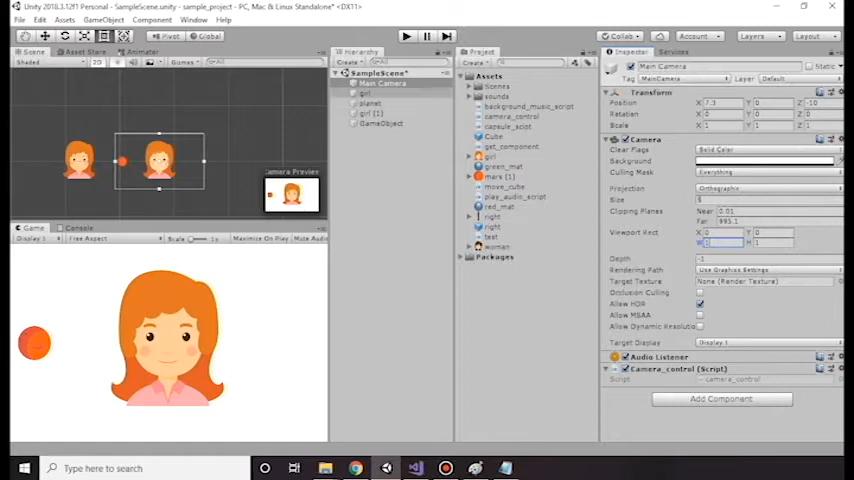 Unity 2018.3.12f1 Personal - SampleScene.unity - sample_project - PC, Mac & Linux Standalone* <DX11>
File Edit Assets GameObject Component Window Help
Pivot Global Collab Account Layers Layout
Scene Asset Store Animator
Shaded 2D Gizmos All
Camera Preview
Game Console
Display 1 Free Aspect Scale 1x Maximize On Play Mute Audio
Hierarchy
Create All
SampleScene*
Main Camera
girl
planet
girl (1)
GameObject
Project
Create
Assets
Scenes
sounds
background_music_script
camera_control
capsule_scipt
Cube
get_component
girl
green_mat
mars (1)
move_cube
play_audio_script
red_mat
right
right
test
woman
Packages
Inspector Services
Main Camera Static
Tag MainCamera Layer Default
Transform
Position X 7.3 Y 0 Z -10
Rotation X 0 Y 0 Z 0
Scale X 1 Y 1 Z 1
Camera
Clear Flags Solid Color
Background
Culling Mask Everything
Projection Orthographic
Size 5
Clipping Planes Near 0.01
Far 995.1
Viewport Rect X 0 Y 0
W 1 H 1
Depth -1
Rendering Path Use Graphics Settings
Target Texture None (Render Texture)
Occlusion Culling
Allow HDR
Allow MSAA
Allow Dynamic Resolutio
Target Display Display 1
Audio Listener
Camera_control (Script)
Script camera_control
Add Component
Type here to search